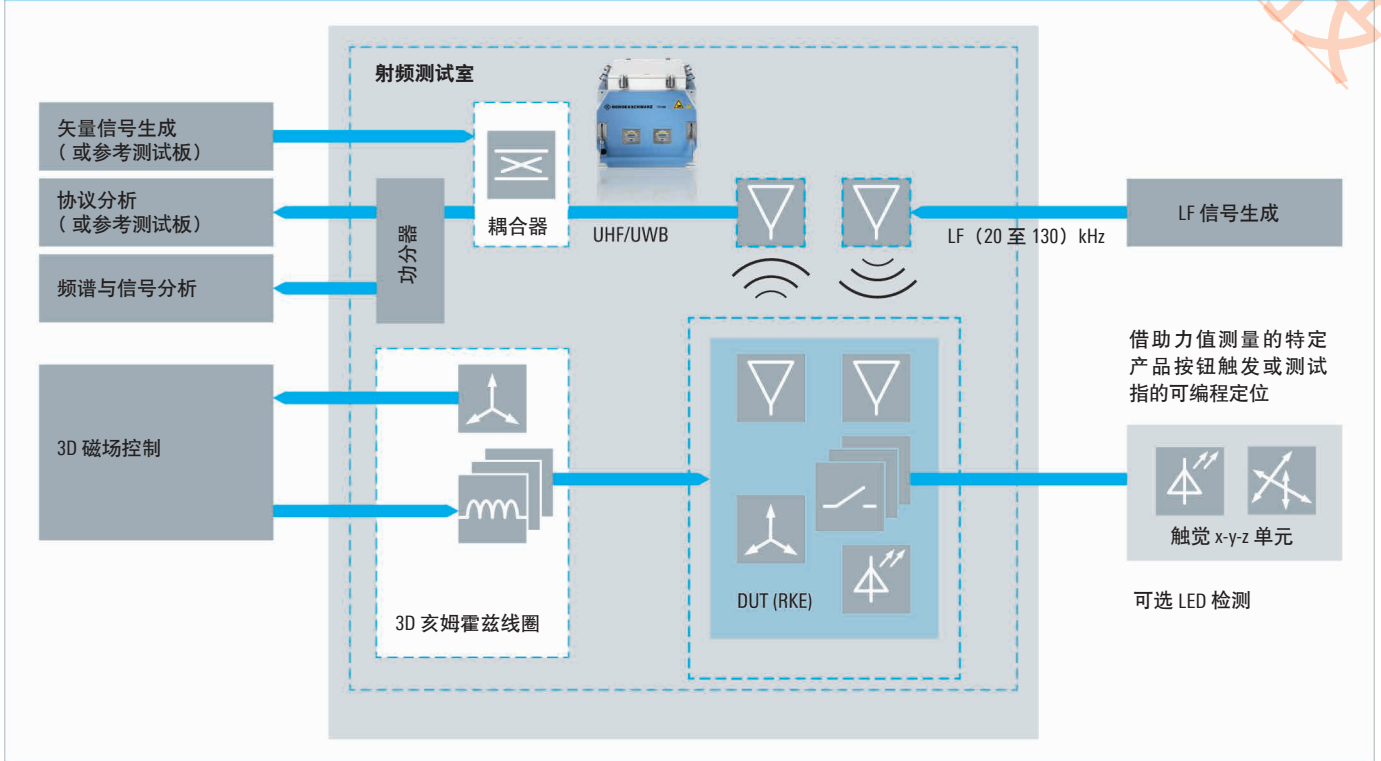 射频测试室
ROHDE&SCHWARZ
矢量信号生成
（或参考测试板）
协议分析
（或参考测试板）
频谱与信号分析
功分器
耦合器
UHF/UWB
LF（20 至 130）kHz
LF 信号生成
3D 磁场控制
3D 亥姆霍兹线圈
DUT (RKE)
借助力值测量的特定
产品按钮触发或测试
指的可编程定位
触觉 x-y-z 单元
可选 LED 检测